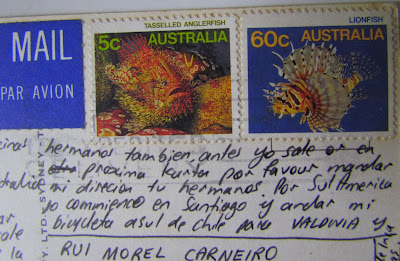 TASSELLED ANGLERFISH
5c AUSTRALIA
LIONFISH
60c AUSTRALIA
MAIL
PAR AVION
hermanos tambien, antes yo sale or en
proxima karta por favour mandar
mi direcion tu hermanos. Por Sul America
yo commienco en Santiago y andar mi
bicycleta asul de Chile para VALDIVIA y
RUI MOREL CARNEIRO